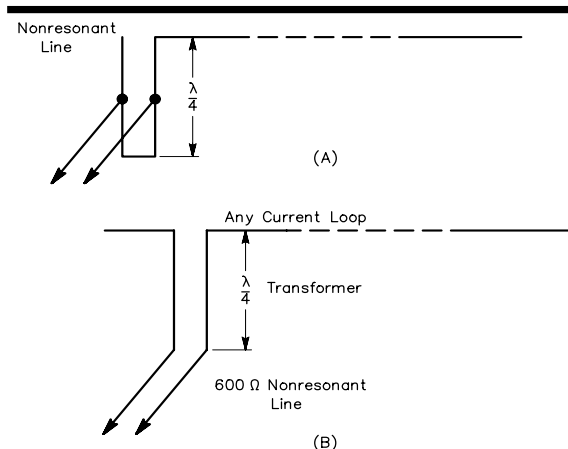 Nonresonant
Line
λ
4
(A)
Any Current Loop
λ
4
Transformer
600 Ω Nonresonant
Line
(B)